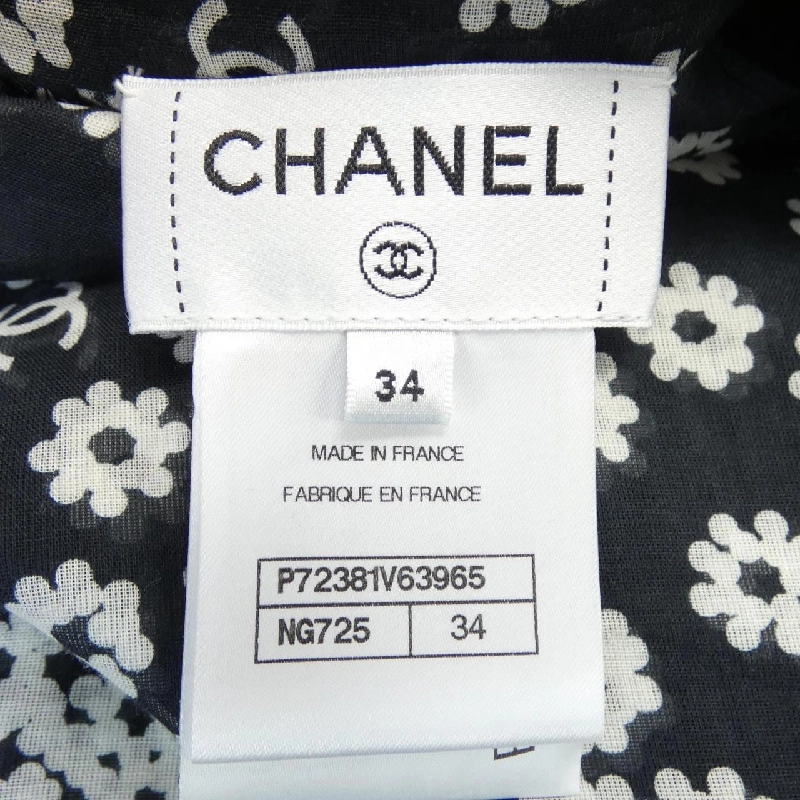 CHANEL
34
MADE IN FRANCE
FABRIQUE EN FRANCE
P72381V63965
NG725 34